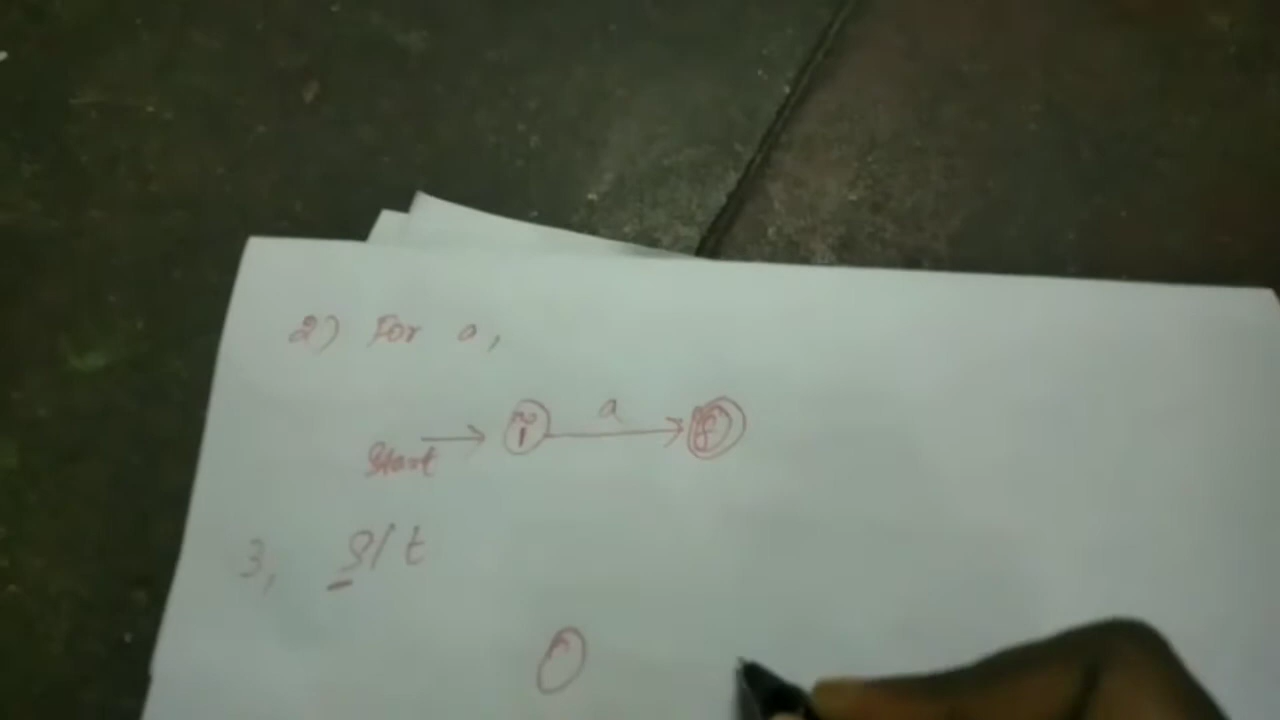 2) For a,
a
Start → i → f
3, S/t